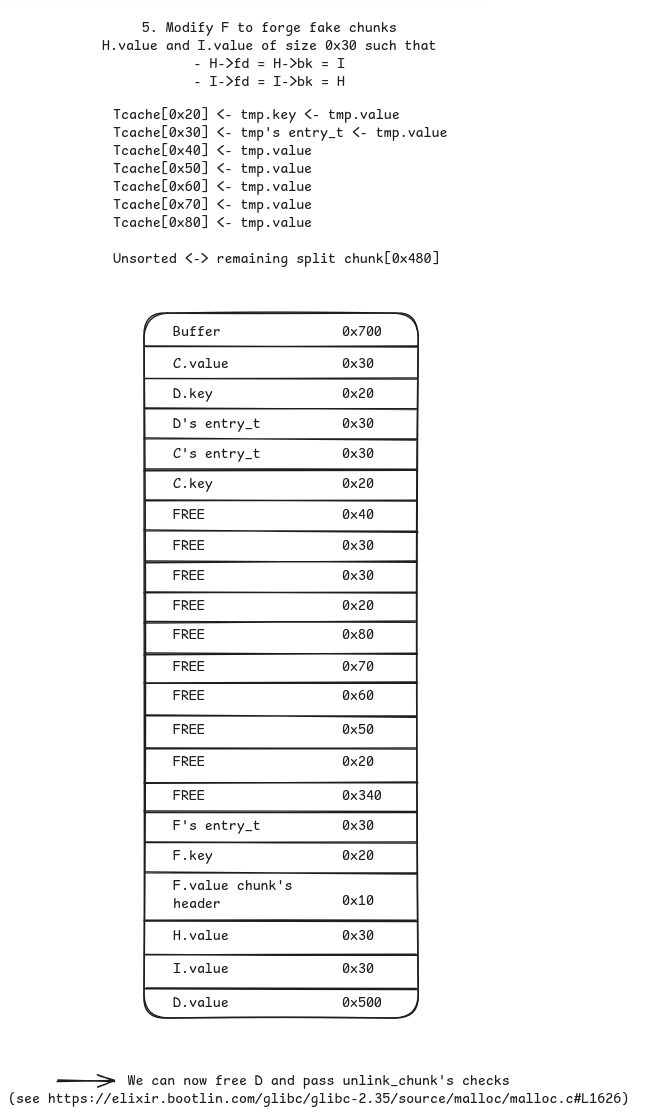 5. Modify F to forge fake chunks
H.value and I.value of size 0x30 such that
- H->fd = H->bk = I
- I->fd = I->bk = H
Tcache[0x20] <- tmp.key <- tmp.value
Tcache[0x30] <- tmp's entry_t <- tmp.value
Tcache[0x40] <- tmp.value
Tcache[0x50] <- tmp.value
Tcache[0x60] <- tmp.value
Tcache[0x70] <- tmp.value
Tcache[0x80] <- tmp.value
Unsorted <-> remaining split chunk[0x480]
Buffer 0x700
C.value 0x30
D.key 0x20
D's entry_t 0x30
C's entry_t 0x30
C.key 0x20
FREE 0x40
FREE 0x30
FREE 0x30
FREE 0x20
FREE 0x80
FREE 0x70
FREE 0x60
FREE 0x50
FREE 0x20
FREE 0x340
F's entry_t 0x30
F.key 0x20
F.value chunk's
header 0x10
H.value 0x30
I.value 0x30
D.value 0x500
We can now free D and pass unlink_chunk's checks
(see https://elixir.bootlin.com/glibc/glibc-2.35/source/malloc/malloc.c#L1626)